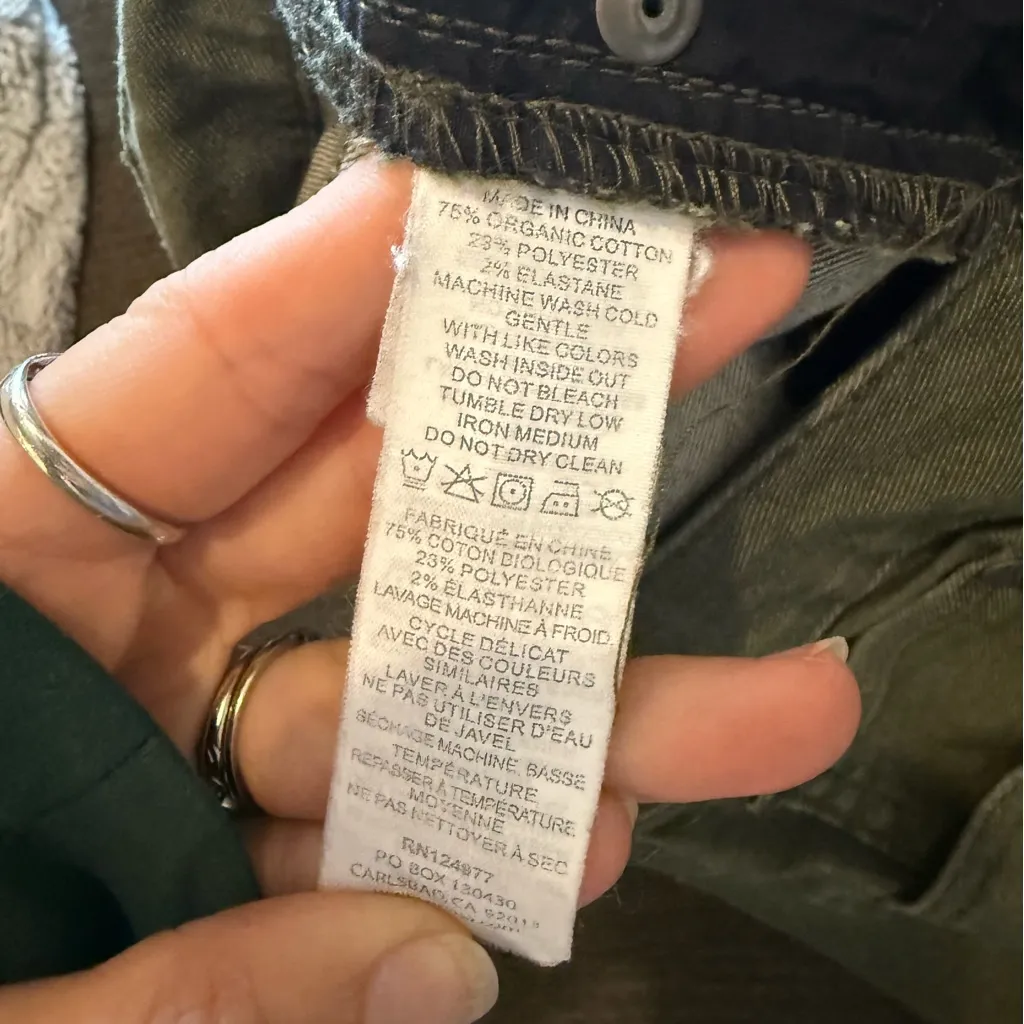 MADE IN CHINA
75% ORGANIC COTTON
23% POLYESTER
2% ELASTANE
MACHINE WASH COLD
GENTLE
WITH LIKE COLORS
WASH INSIDE OUT
DO NOT BLEACH
TUMBLE DRY LOW
IRON MEDIUM
DO NOT DRY CLEAN
FABRIQUÉ EN CHINE
75% COTON BIOLOGIQUE
23% POLYESTER
2% ÉLASTHANNE
LAVAGE MACHINE À FROID.
CYCLE DÉLICAT
AVEC DES COULEURS
SIMILAIRES
LAVER À L'ENVERS
NE PAS UTILISER D'EAU
DE JAVEL
SÉCHAGE MACHINE, BASSE
TEMPÉRATURE
REPASSER À TEMPÉRATURE
MOYENNE
NE PAS NETTOYER À SEC
RN124977
PO BOX 130430
CARLSBAD, CA